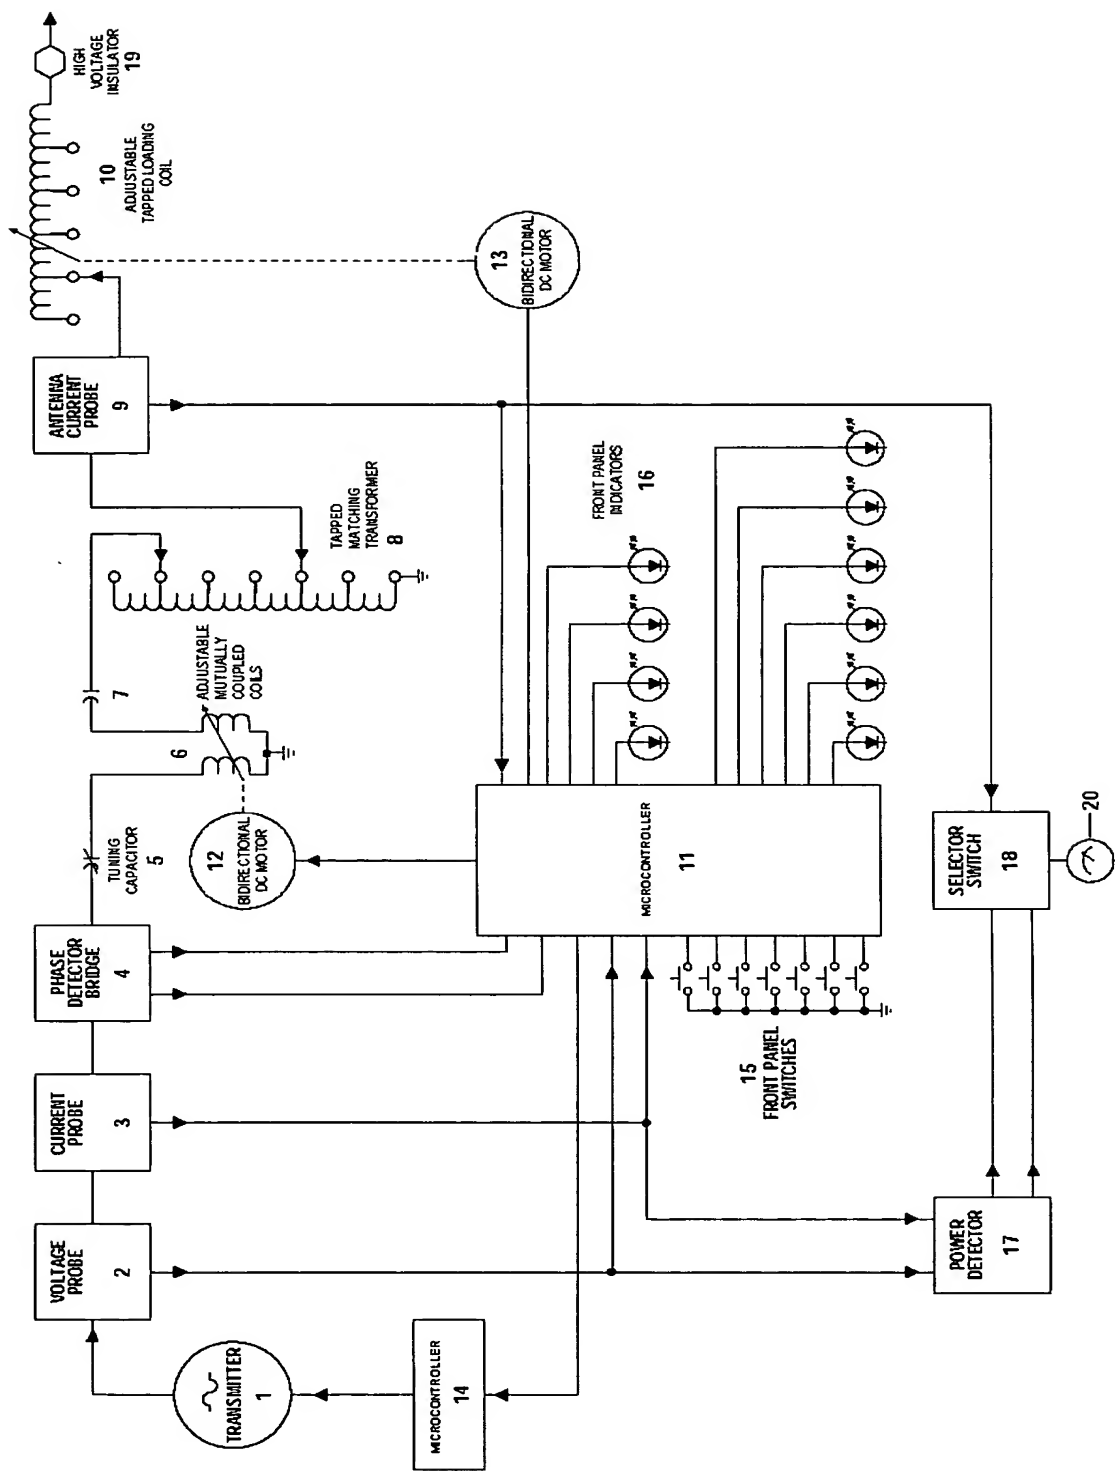 TRANSMITTER
1
VOLTAGE
PROBE
2
CURRENT
PROBE
3
PHASE
DETECTOR
BRIDGE
4
TUNING
CAPACITOR
5
6
ADJUSTABLE
MUTUALLY
COUPLED
COILS
7
TAPPED
MATCHING
TRANSFORMER
8
ANTENNA
CURRENT
PROBE
9
10
ADJUSTABLE
TAPPED LOADING
COIL
HIGH
VOLTAGE
INSULATOR
19
12
BIDIRECTIONAL
DC MOTOR
13
BIDIRECTIONAL
DC MOTOR
MICROCONTROLLER
14
MICROCONTROLLER
11
FRONT PANEL
INDICATORS
16
15
FRONT PANEL
SWITCHES
POWER
DETECTOR
17
SELECTOR
SWITCH
18
20